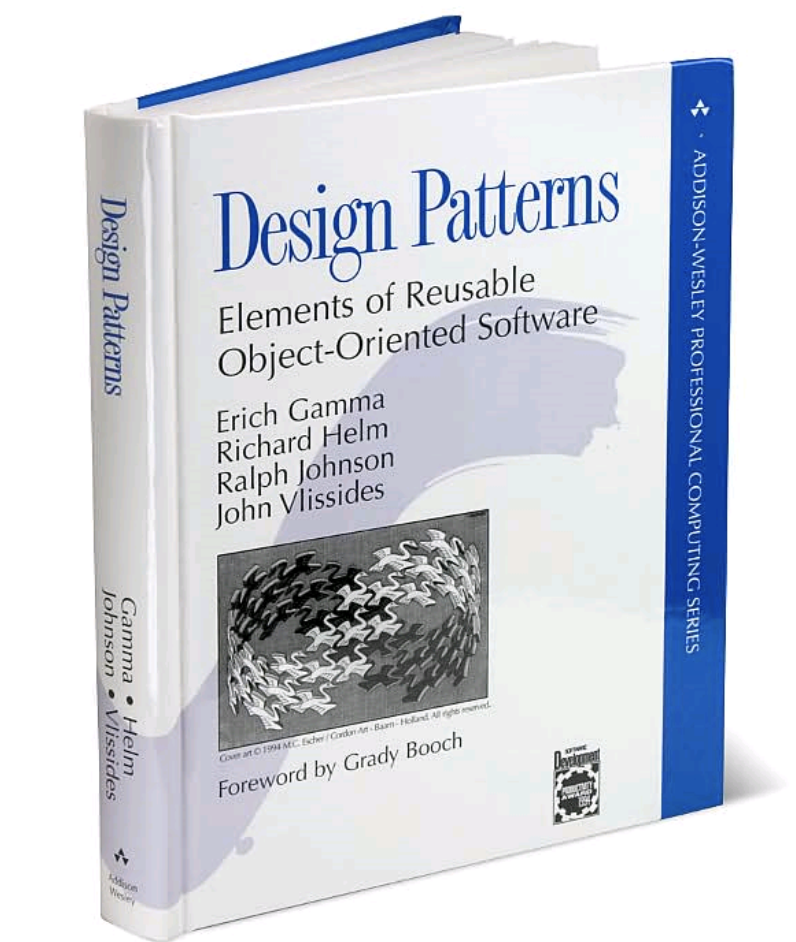 Design Patterns
Elements of Reusable
Object-Oriented Software
Erich Gamma
Richard Helm
Ralph Johnson
John Vlissides
Cover art © 1994 M.C. Escher / Cordon Art - Baarn - Holland. All rights reserved.
Foreword by Grady Booch
SOFTWARE
Development
PRODUCTIVITY
AWARD
ADDISON-WESLEY PROFESSIONAL COMPUTING SERIES
Design Patterns
Gamma • Helm
Johnson • Vlissides
Addison
Wesley